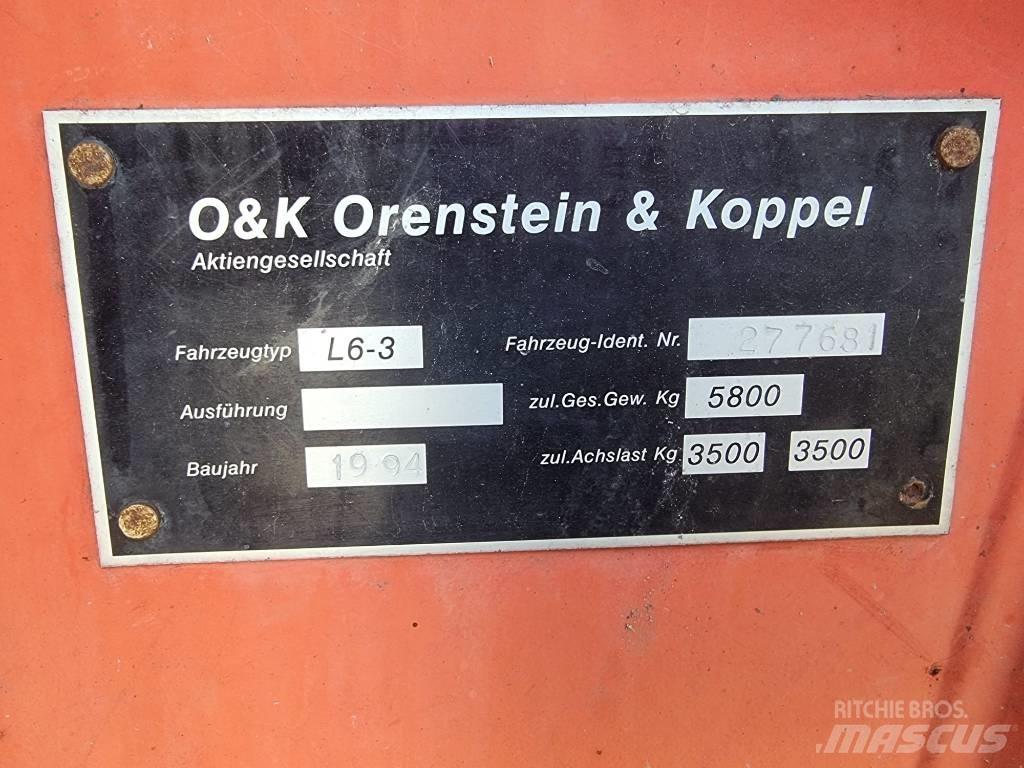 O&K Orenstein & Koppel
Aktiengesellschaft
Fahrzeugtyp L6-3
Ausführung
Baujahr 1994
Fahrzeug-Ident. Nr. 277681
zul.Ges.Gew. Kg 5800
zul.Achslast Kg 3500 3500
RITCHIE BROS.
MASCUS